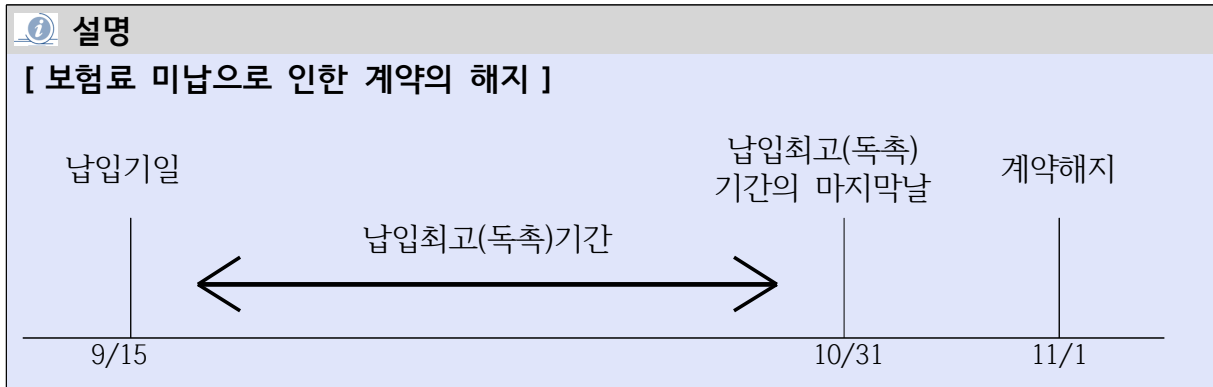 설명
[ 보험료 미납으로 인한 계약의 해지 ]
납입기일
납입최고(독촉)
기간의 마지막날
계약해지
납입최고(독촉)기간
9/15
10/31
11/1